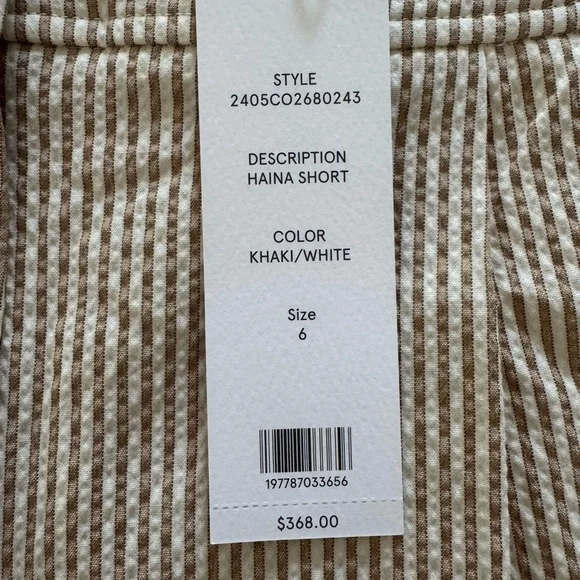 STYLE
2405CO2680243
DESCRIPTION
HAINA SHORT
COLOR
KHAKI/WHITE
Size
6
197787033656
$368.00